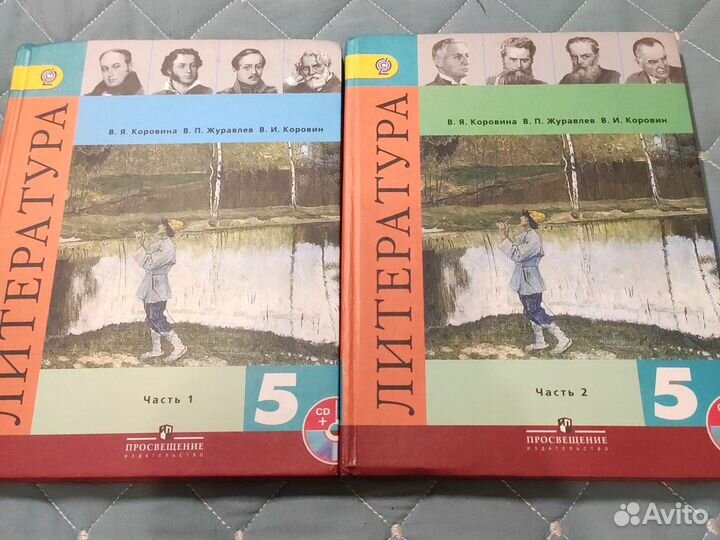 ЛИТЕРАТУРА
В. Я. Коровина В. П. Журавлев В. И. Коровин
Часть 1
5
CD
+
ПРОСВЕЩЕНИЕ
ИЗДАТЕЛЬСТВО
ЛИТЕРАТУРА
В. Я. Коровина В. П. Журавлев В. И. Коровин
Часть 2
5
ПРОСВЕЩЕНИЕ
ИЗДАТЕЛЬСТВО
Avito